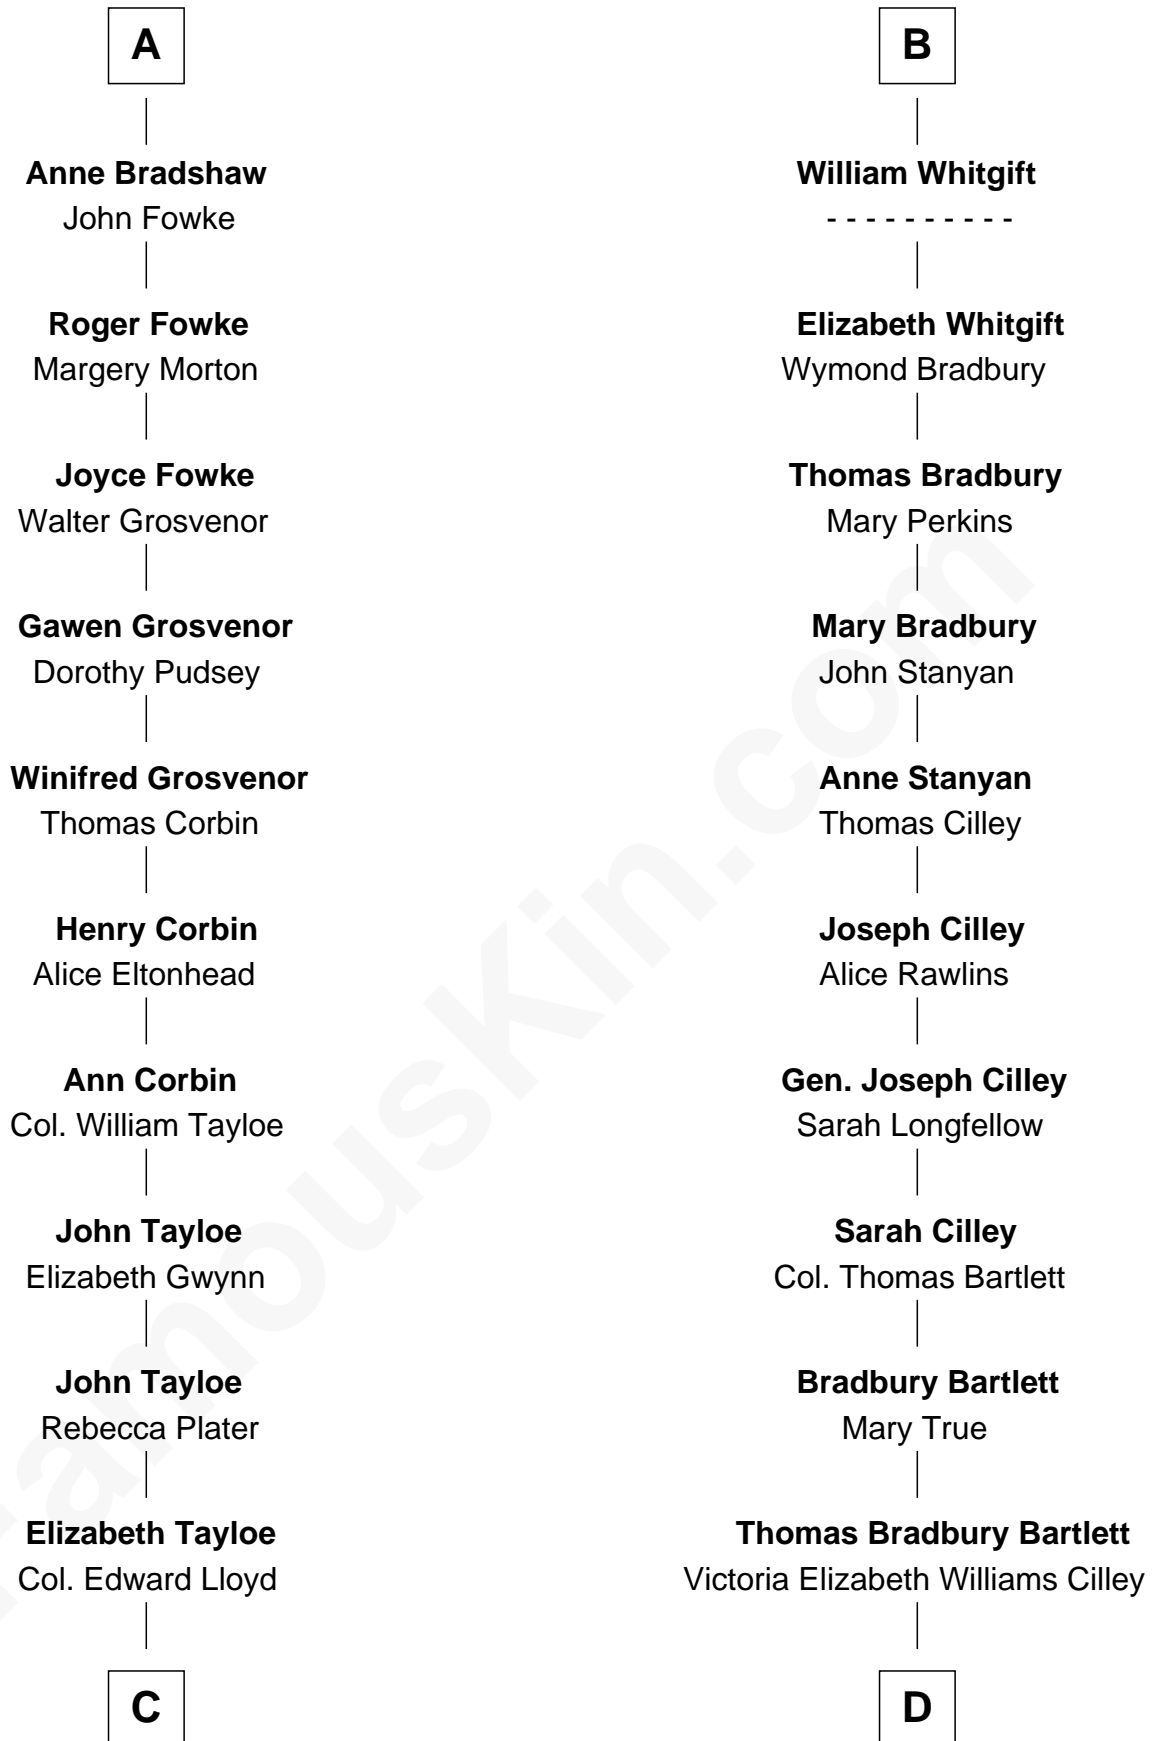 A
Anne Bradshaw
John Fowke
Roger Fowke
Margery Morton
Joyce Fowke
Walter Grosvenor
Gawen Grosvenor
Dorothy Pudsey
Winifred Grosvenor
Thomas Corbin
Henry Corbin
Alice Eltonhead
Ann Corbin
Col. William Tayloe
John Tayloe
Elizabeth Gwynn
John Tayloe
Rebecca Plater
Elizabeth Tayloe
Col. Edward Lloyd
C
B
William Whitgift
- - - - - - - - - -
Elizabeth Whitgift
Wymond Bradbury
Thomas Bradbury
Mary Perkins
Mary Bradbury
John Stanyan
Anne Stanyan
Thomas Cilley
Joseph Cilley
Alice Rawlins
Gen. Joseph Cilley
Sarah Longfellow
Sarah Cilley
Col. Thomas Bartlett
Bradbury Bartlett
Mary True
Thomas Bradbury Bartlett
Victoria Elizabeth Williams Cilley
D
FamousKin.com